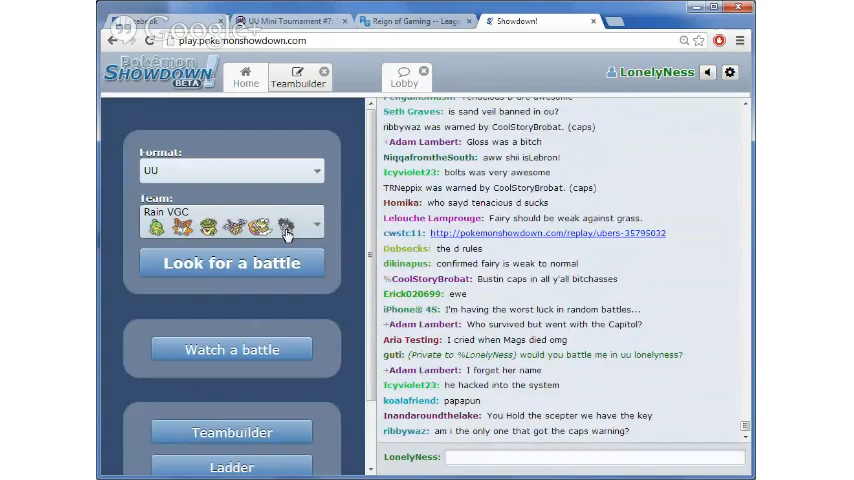 Google+
Facebook
UU Mini Tournament #7:
Reign of Gaming -- Leagu
Showdown!
play.pokemonshowdown.com
Pokémon
SHOWDOWN!
BETA
Home
Teambuilder
Lobby
LonelyNess
Format:
UU
Team:
Rain VGC
Look for a battle
Watch a battle
Teambuilder
Ladder
Seth Graves: is sand veil banned in ou?
ribbywaz was warned by CoolStoryBrobat. (caps)
+Adam Lambert: Gloss was a bitch
NiqqafromtheSouth: aww shii isLebron!
Icyviolet23: bolts was very awesome
TRNeppix was warned by CoolStoryBrobat. (caps)
Homika: who sayd tenacious d sucks
Lelouche Lamprouge: Fairy should be weak against grass.
cwstc11: http://pokemonshowdown.com/replay/ubers-35795032
Dubsecks: the d rules
dikinapus: confirmed fairy is weak to normal
%CoolStoryBrobat: Bustin caps in all y'all bitchasses
Erick020699: ewe
iPhone@ 4S: I'm having the worst luck in random battles...
+Adam Lambert: Who survived but went with the Capitol?
Aria Testing: I cried when Mags died omg
guti: (Private to %LonelyNess) would you battle me in uu lonelyness?
+Adam Lambert: I forget her name
Icyviolet23: he hacked into the system
koalafriend: papapun
Inandaroundthelake: You Hold the scepter we have the key
ribbywaz: am i the only one that got the caps warning?
LonelyNess: